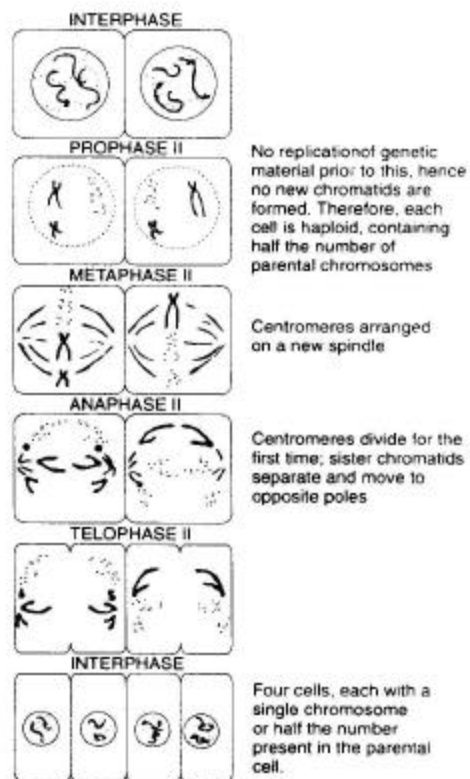 INTERPHASE
PROPHASE II
No replicationof genetic
material prior to this, hence
no new chromatids are
formed. Therefore, each
cell is haploid, containing
half the number of
parental chromosomes
METAPHASE II
Centromeres arranged
on a new spindle
ANAPHASE II
Centromeres divide for the
first time; sister chromatids
separate and move to
opposite poles
TELOPHASE II
INTERPHASE
Four cells, each with a
single chromosome
or half the number
present in the parental
cell.